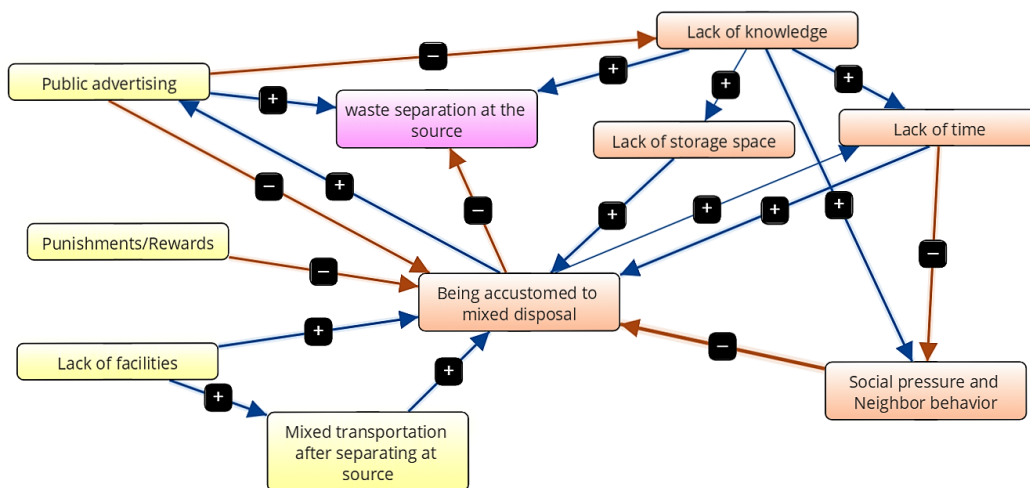 Lack of knowledge
−
Public advertising
+
+
+
+
waste separation at the
source
Lack of storage space
Lack of time
−
+
−
+
+
+
+
Punishments/Rewards
−
−
Being accustomed to
mixed disposal
+
−
Lack of facilities
+
+
Social pressure and
Neighbor behavior
Mixed transportation
after separating at
source